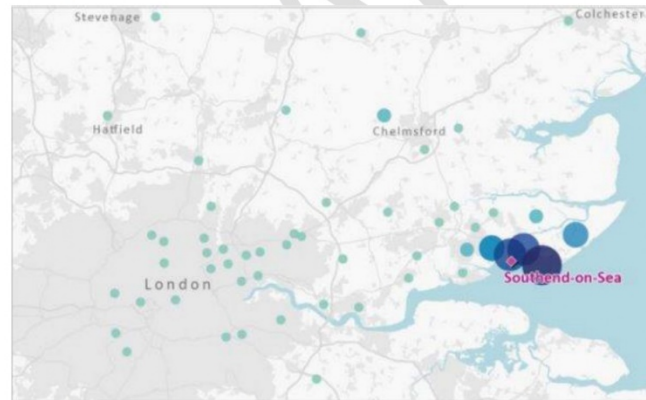 Stevenage
Colchester
Hatfield
Chelmsford
Southend-on-Sea
London